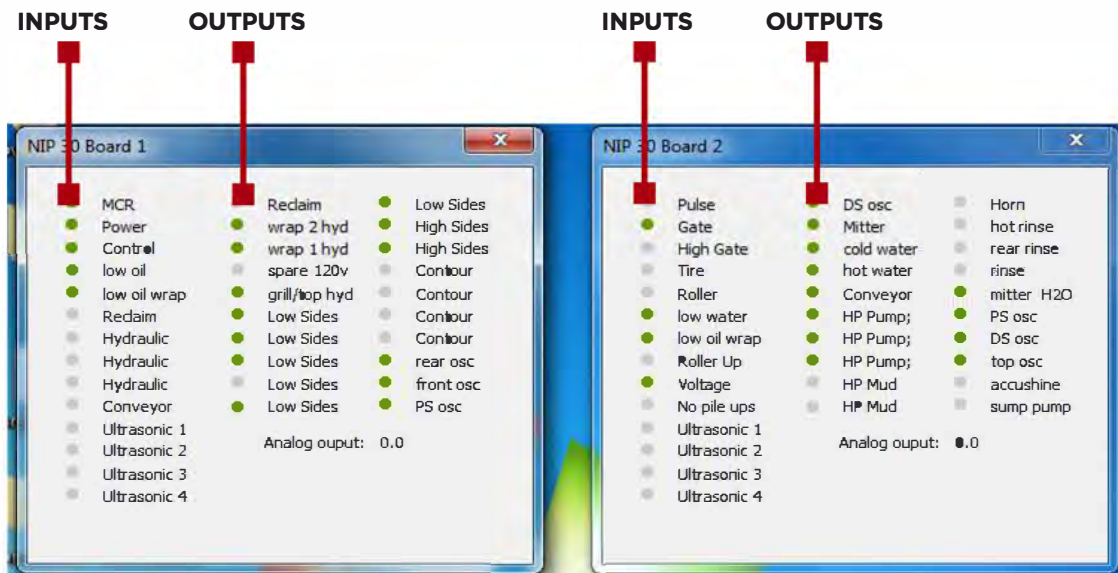 INPUTS OUTPUTS INPUTS OUTPUTS
NIP 30 Board 1
MCR
Power
Control
low oil
low oil wrap
Reclaim
Hydraulic
Hydraulic
Hydraulic
Conveyor
Ultrasonic 1
Ultrasonic 2
Ultrasonic 3
Ultrasonic 4
Reclaim
wrap 2 hyd
wrap 1 hyd
spare 120v
grill/top hyd
Low Sides
Low Sides
Low Sides
Low Sides
Low Sides
Analog ouput: 0.0
Low Sides
High Sides
High Sides
Contour
Contour
Contour
Contour
rear osc
front osc
PS osc
NIP 30 Board 2
Pulse
Gate
High Gate
Tire
Roller
low water
low oil wrap
Roller Up
Voltage
No pile ups
Ultrasonic 1
Ultrasonic 2
Ultrasonic 3
Ultrasonic 4
DS osc
Mitter
cold water
hot water
Conveyor
HP Pump;
HP Pump;
HP Pump;
HP Mud
HP Mud
Analog ouput: 0.0
Horn
hot rinse
rear rinse
rinse
mitter H2O
PS osc
DS osc
top osc
accushine
sump pump